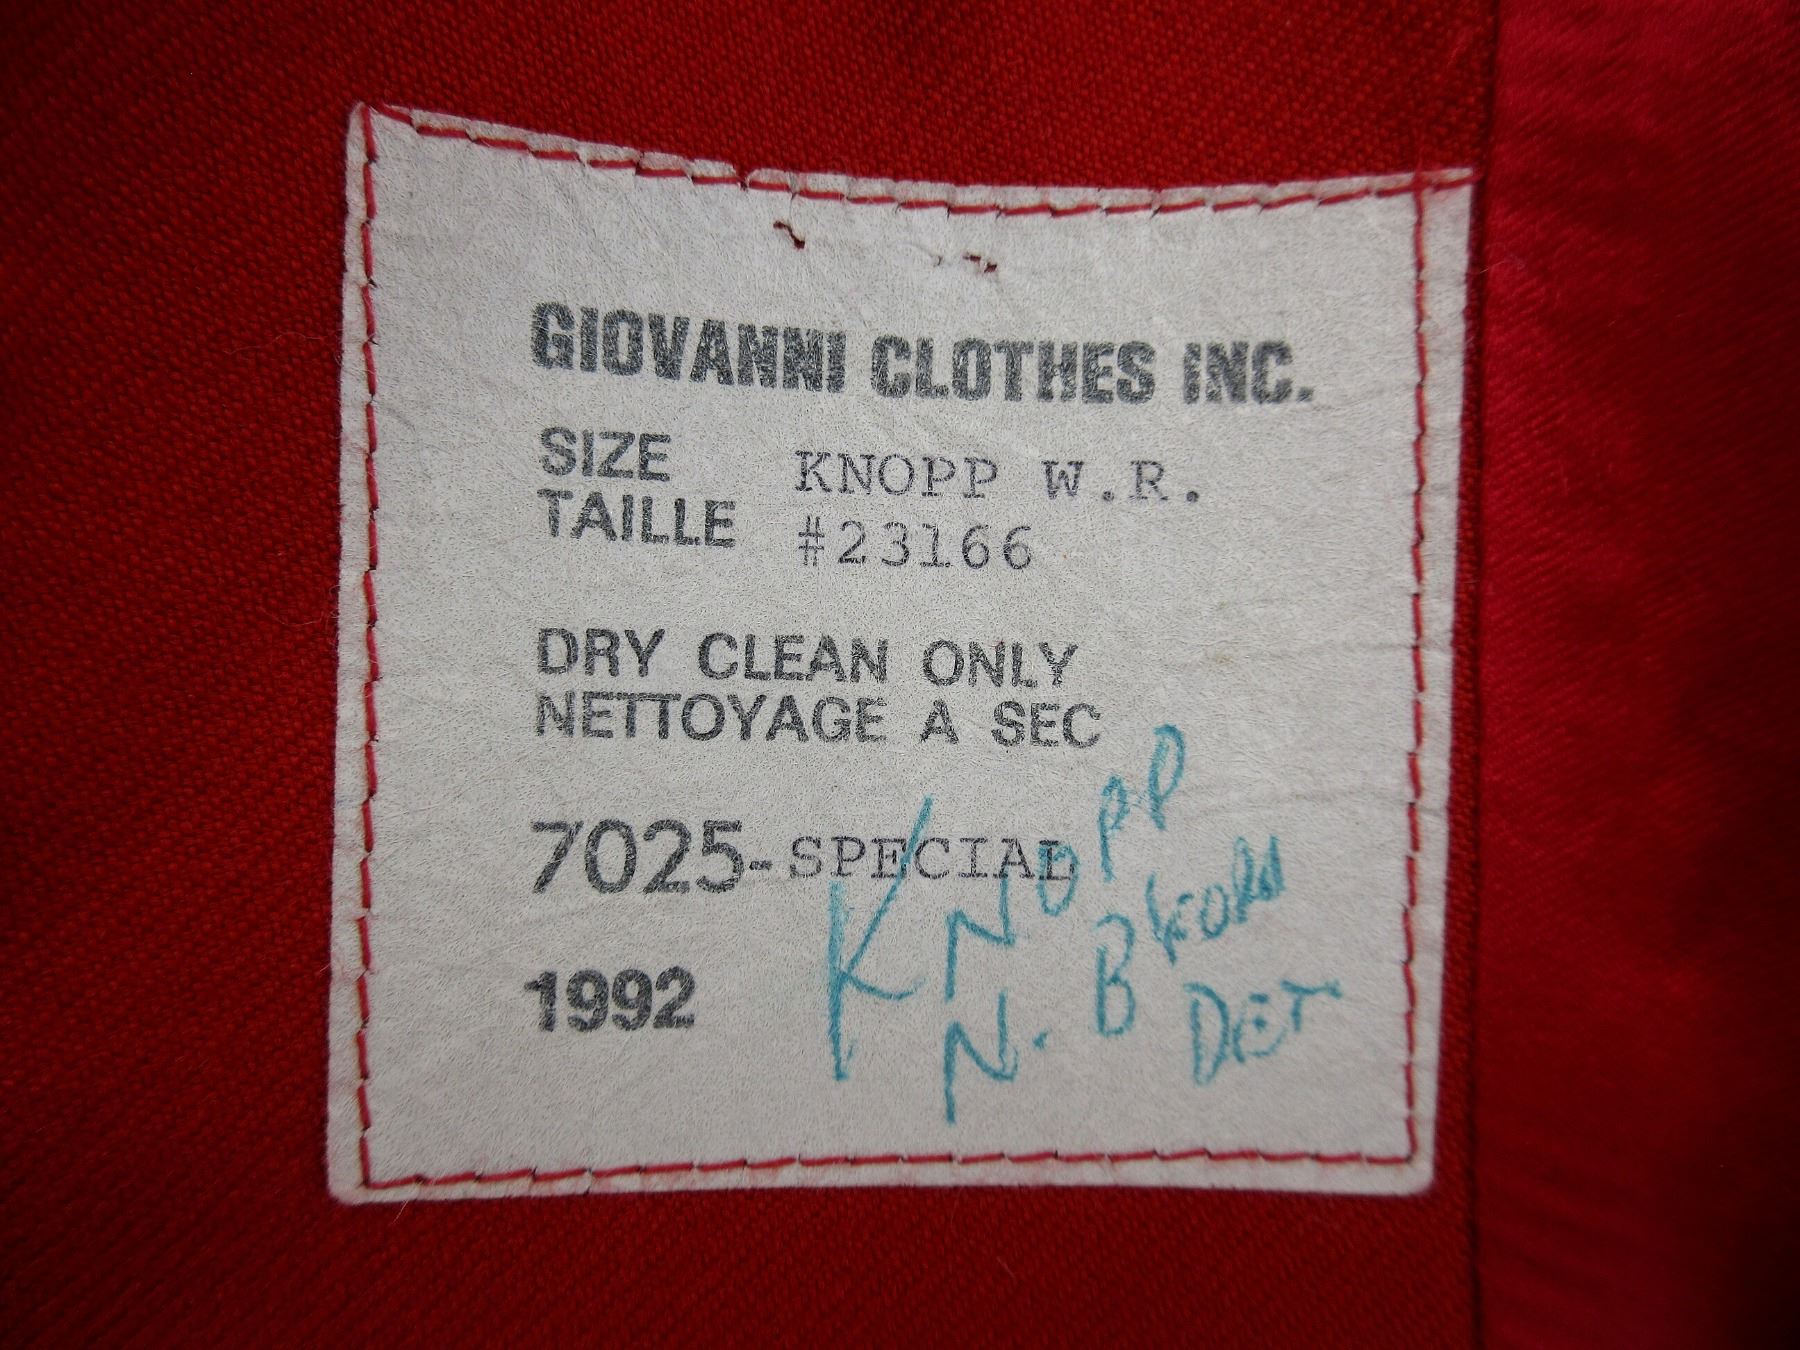 GIOVANNI CLOTHES INC.
SIZE KNOPP W.R.
TAILLE #23166
DRY CLEAN ONLY
NETTOYAGE A SEC
7025-SPECIAL
1992
KNOPP
N. B
DET